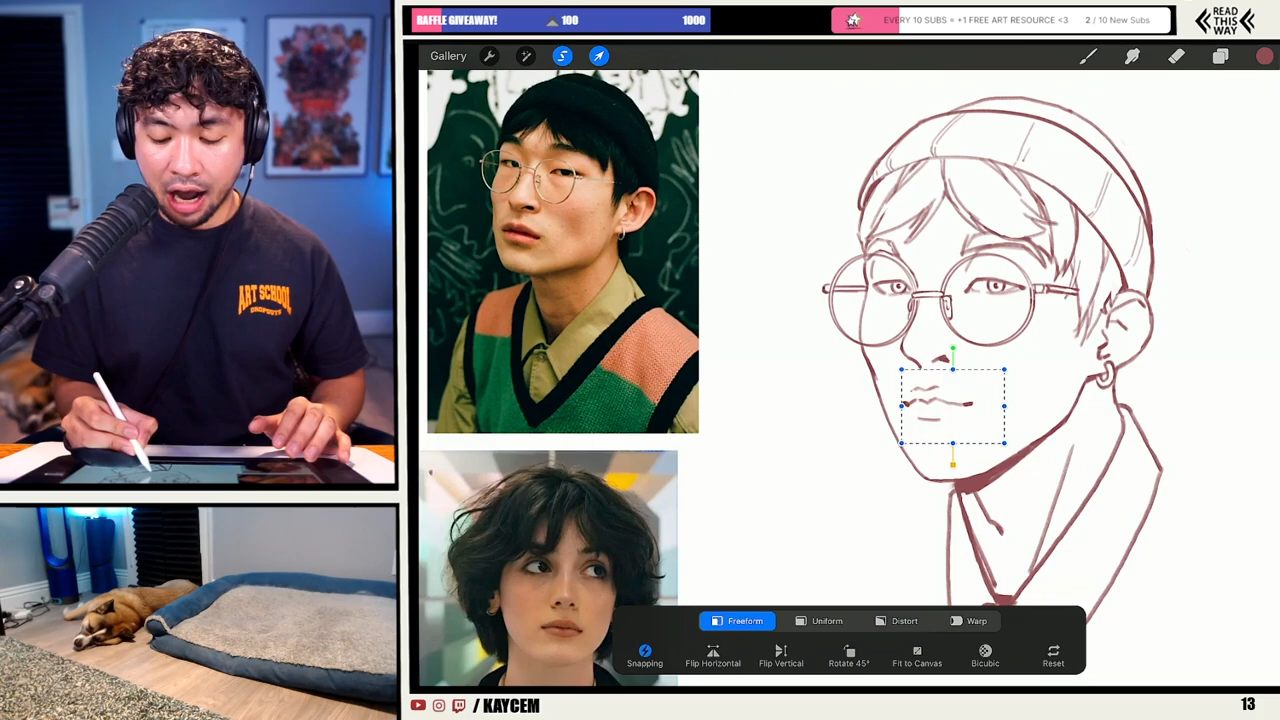 RAFFLE GIVEAWAY!
100
1000
EVERY 10 SUBS = +1 FREE ART RESOURCE <3
2 / 10 New Subs
READ
THIS
WAY
Gallery
ART SCHOOL
DROPOUTS
Freeform
Uniform
Distort
Warp
Snapping
Flip Horizontal
Flip Vertical
Rotate 45°
Fit to Canvas
Bicubic
Reset
/ KAYCEM
13